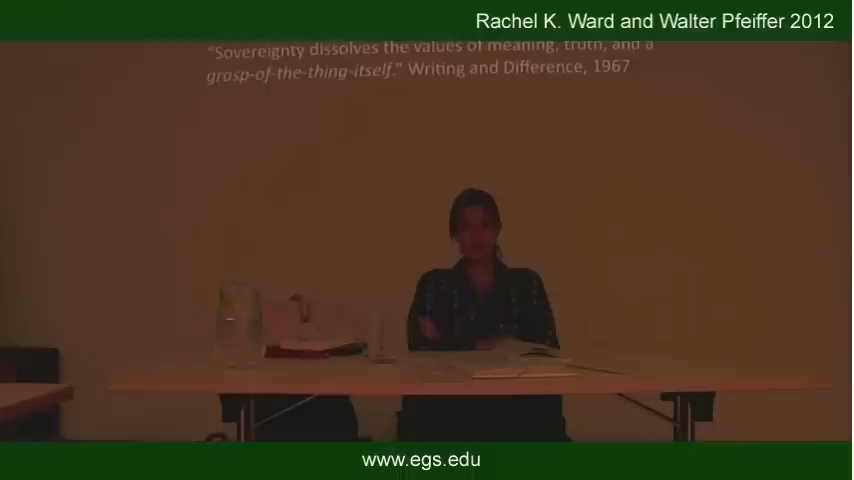 Rachel K. Ward and Walter Pfeiffer 2012
"Sovereignty dissolves the values of meaning, truth, and a
grasp-of-the-thing-itself." Writing and Difference, 1967
www.egs.edu